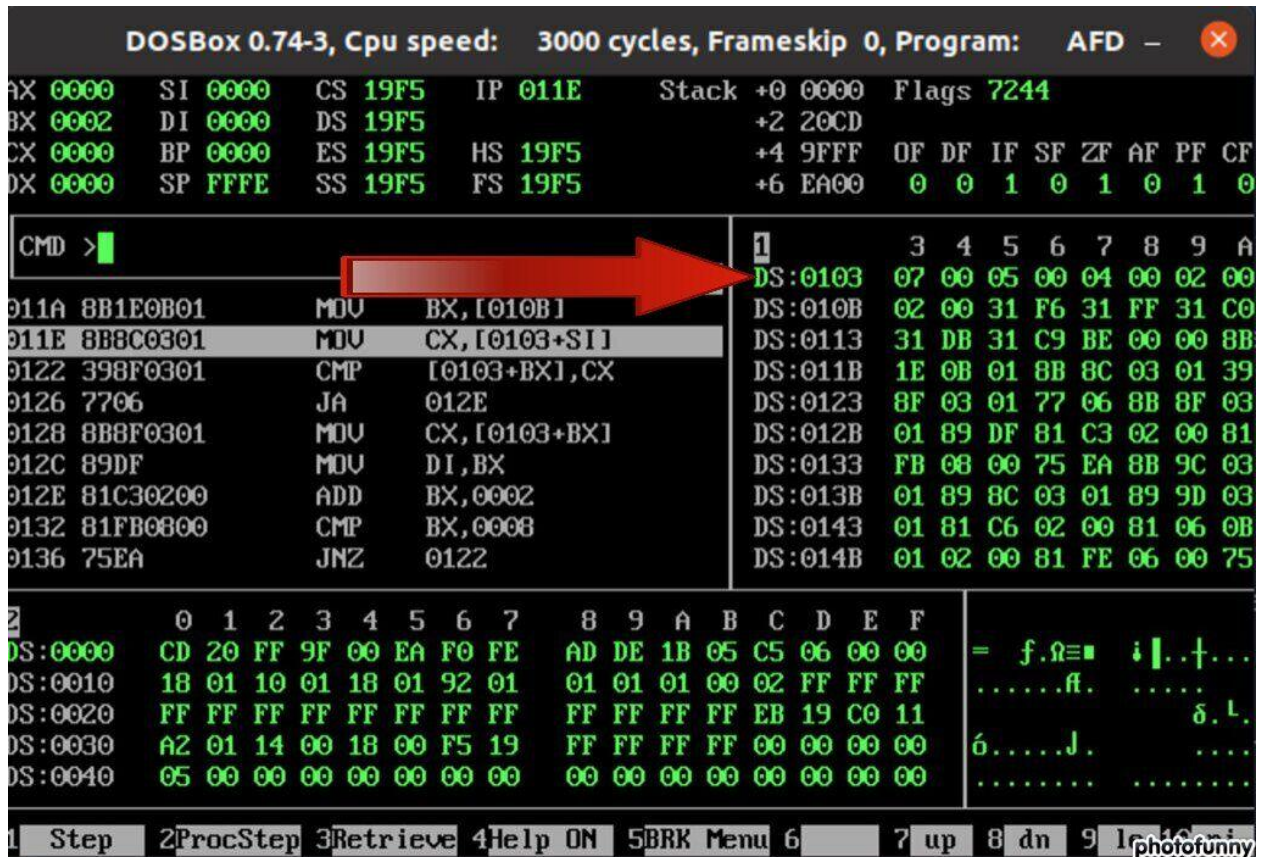 DOSBox 0.74-3, Cpu speed: 3000 cycles, Frameskip 0, Program: AFD –
AX 0000 SI 0000 CS 19F5 IP 011E Stack +0 0000 Flags 7244
BX 0002 DI 0000 DS 19F5 +2 20CD
CX 0000 BP 0000 ES 19F5 HS 19F5 +4 9FFF OF DF IF SF ZF AF PF CF
DX 0000 SP FFFE SS 19F5 FS 19F5 +6 EA00 0 0 1 0 1 0 1 0
CMD >
011A 8B1E0B01 MOV BX,[010B]
011E 8B8C0301 MOV CX,[0103+SI]
0122 398F0301 CMP [0103+BX],CX
0126 7706 JA 012E
0128 8B8F0301 MOV CX,[0103+BX]
012C 89DF MOV DI,BX
012E 81C30200 ADD BX,0002
0132 81FB0800 CMP BX,0008
0136 75EA JNZ 0122
1 3 4 5 6 7 8 9 A
DS:0103 07 00 05 00 04 00 02 00
DS:010B 02 00 31 F6 31 FF 31 C0
DS:0113 31 DB 31 C9 BE 00 00 8B
DS:011B 1E 0B 01 8B 8C 03 01 39
DS:0123 8F 03 01 77 06 8B 8F 03
DS:012B 01 89 DF 81 C3 02 00 81
DS:0133 FB 08 00 75 EA 8B 9C 03
DS:013B 01 89 8C 03 01 89 9D 03
DS:0143 01 81 C6 02 00 81 06 0B
DS:014B 01 02 00 81 FE 06 00 75
2 0 1 2 3 4 5 6 7 8 9 A B C D E F
DS:0000 CD 20 FF 9F 00 EA F0 FE AD DE 1B 05 C5 06 00 00 = ƒ.Ω≡■ ¡▐..┼...
DS:0010 18 01 10 01 18 01 92 01 01 01 01 00 02 FF FF FF ......ff. .....
DS:0020 FF FF FF FF FF FF FF FF FF FF FF FF EB 19 C0 11 δ.└.
DS:0030 A2 01 14 00 18 00 F5 19 FF FF FF FF 00 00 00 00 ó.....⌡. ....
DS:0040 05 00 00 00 00 00 00 00 00 00 00 00 00 00 00 00 ........ ........
1 Step 2ProcStep 3Retrieve 4Help ON 5BRK Menu 6 7 up 8 dn 9 le
photofunny